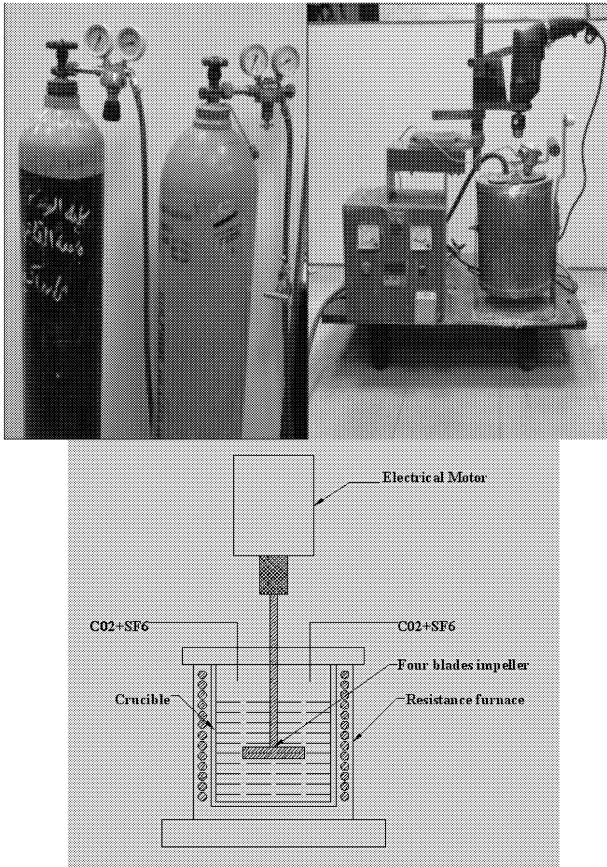 Electrical Motor
C02+SF6
C02+SF6
Four blades impeller
Crucible
Resistance furnace